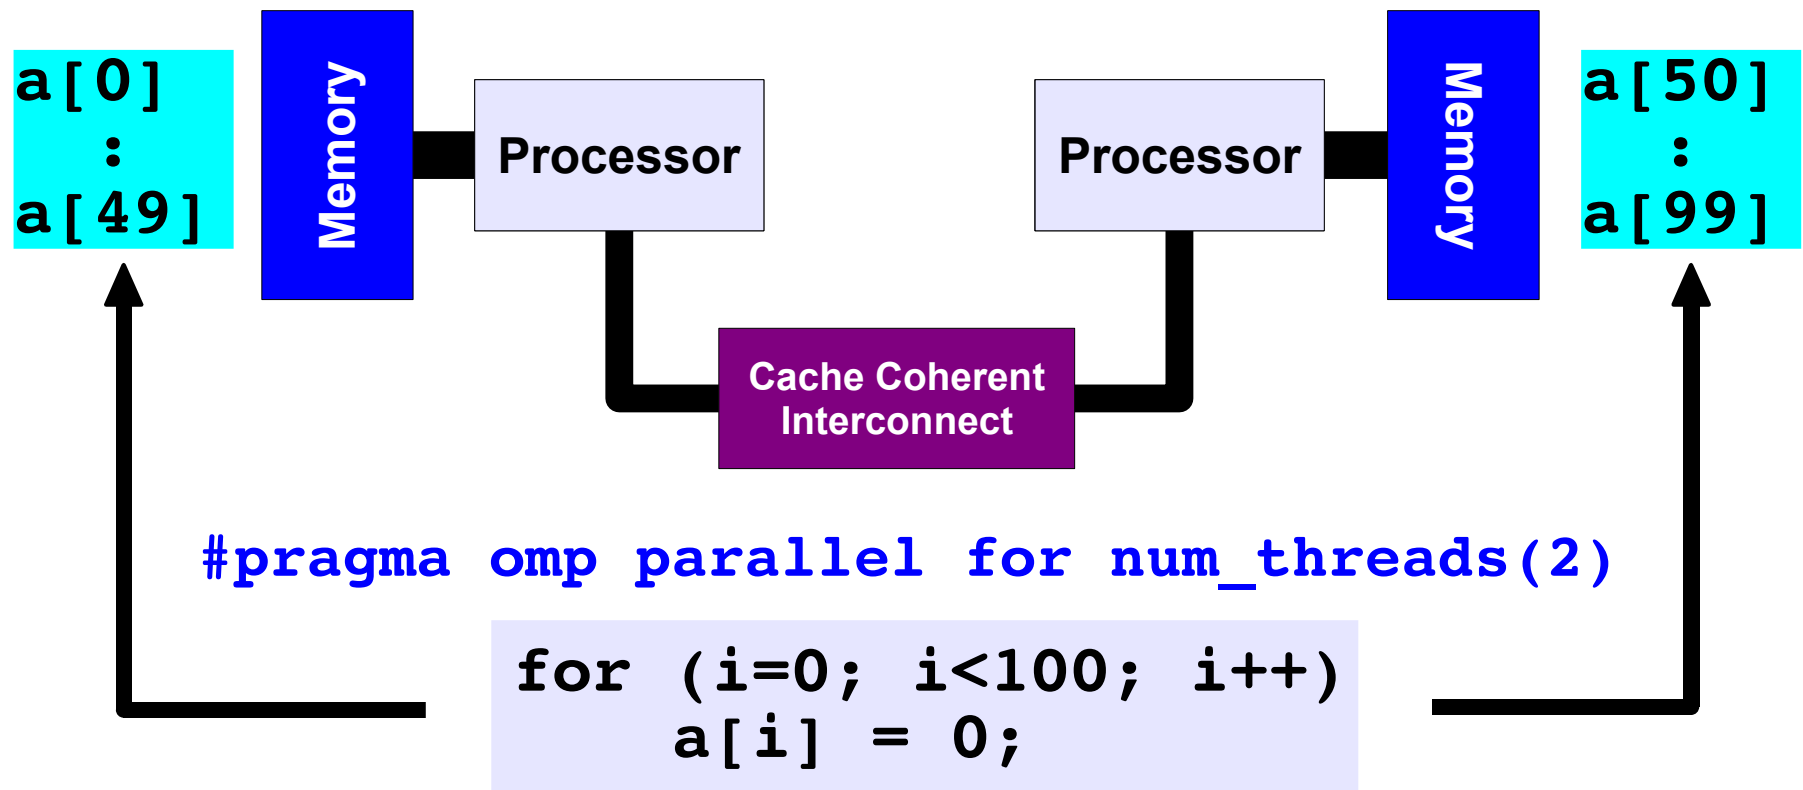 a[0]
:
a[49]
Memory
Processor
Processor
Memory
a[50]
:
a[99]
Cache Coherent
Interconnect
#pragma omp parallel for num_threads(2)
for (i=0; i<100; i++)
a[i] = 0;